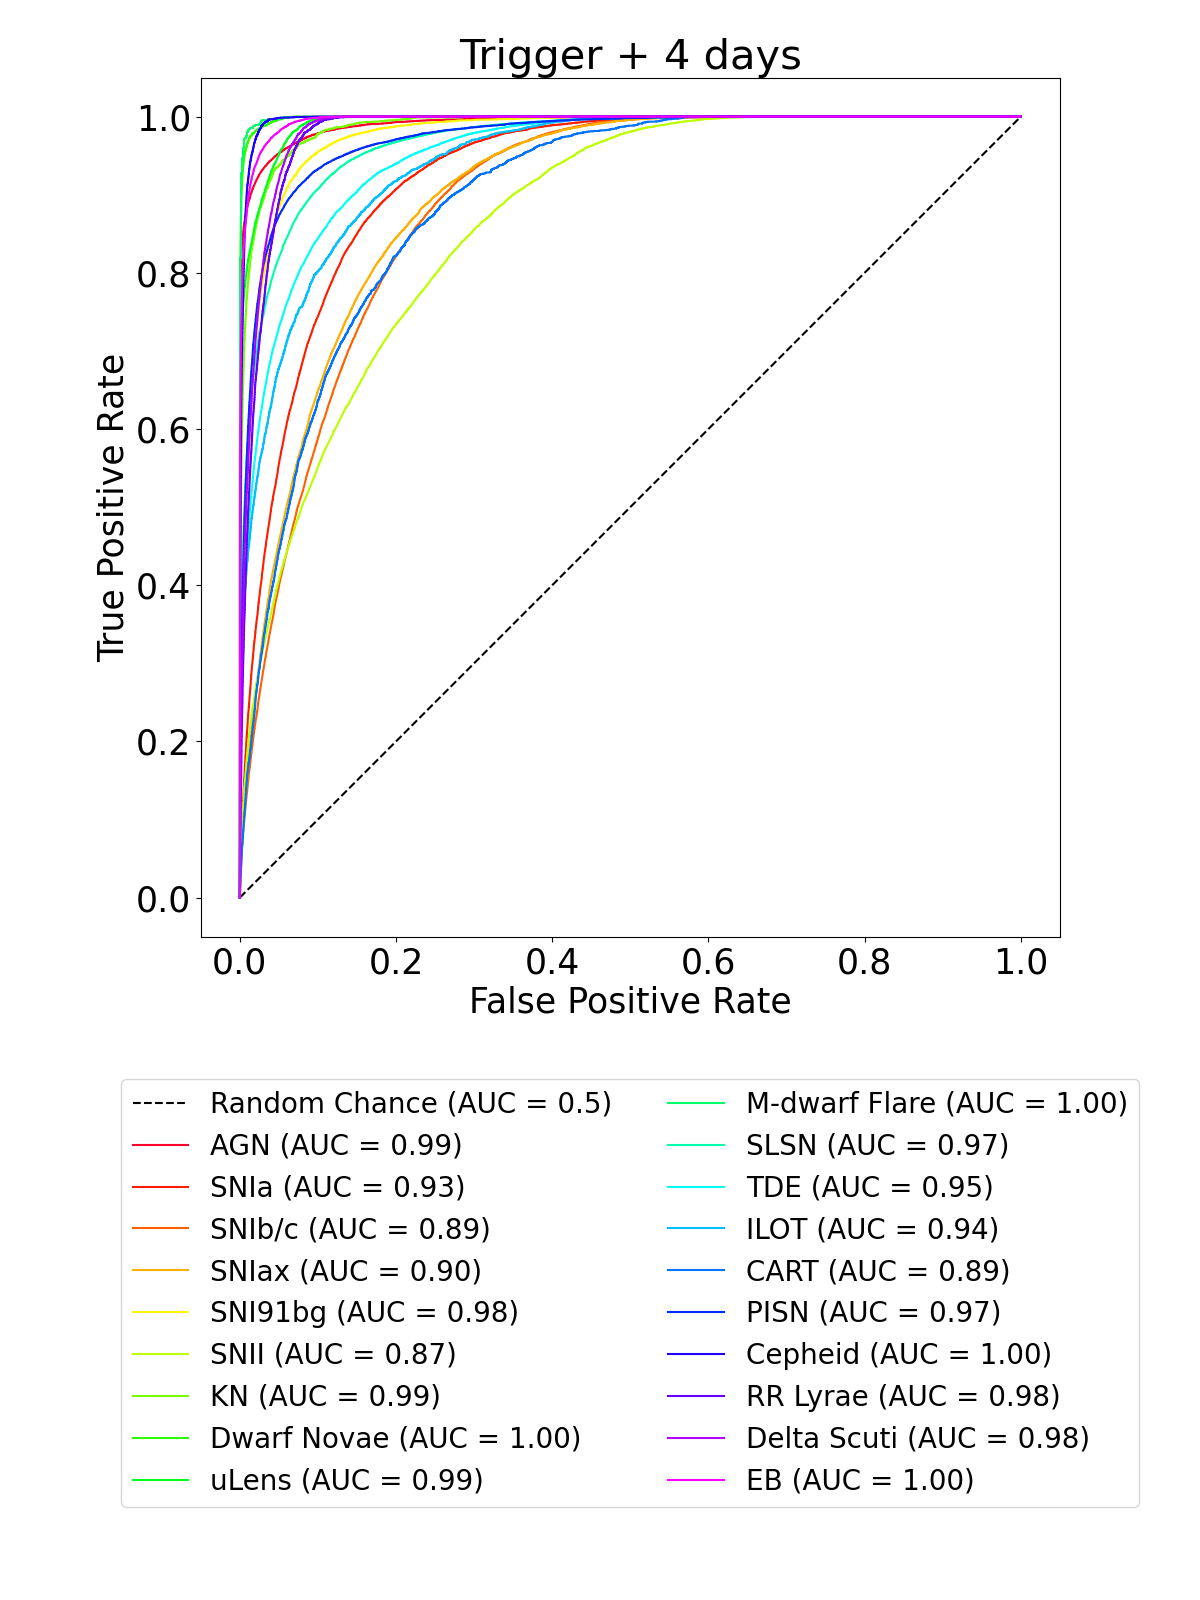 Trigger + 4 days
1.0
0.8
0.6
0.4
0.2
0.0
True Positive Rate
0.0 0.2 0.4 0.6 0.8 1.0
False Positive Rate
Random Chance (AUC = 0.5)
AGN (AUC = 0.99)
SNIa (AUC = 0.93)
SNIb/c (AUC = 0.89)
SNIax (AUC = 0.90)
SNI91bg (AUC = 0.98)
SNII (AUC = 0.87)
KN (AUC = 0.99)
Dwarf Novae (AUC = 1.00)
uLens (AUC = 0.99)
M-dwarf Flare (AUC = 1.00)
SLSN (AUC = 0.97)
TDE (AUC = 0.95)
ILOT (AUC = 0.94)
CART (AUC = 0.89)
PISN (AUC = 0.97)
Cepheid (AUC = 1.00)
RR Lyrae (AUC = 0.98)
Delta Scuti (AUC = 0.98)
EB (AUC = 1.00)